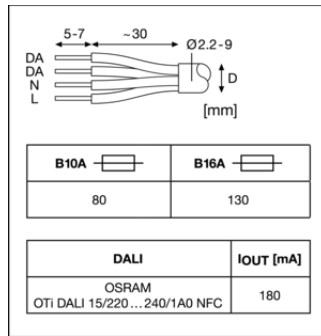 5-7
~30
Ø2.2-9
DA
DA
N
L
D
[mm]
B10A
B16A
80
130
DALI
IOUT [mA]
OSRAM
OTi DALI 15/220...240/1A0 NFC
180